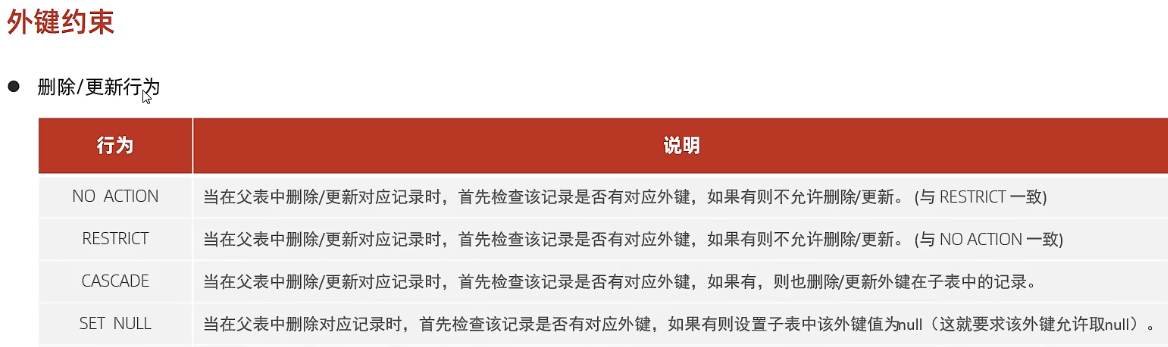 外键约束
删除/更新行为
行为 说明
NO ACTION 当在父表中删除/更新对应记录时，首先检查该记录是否有对应外键，如果有则不允许删除/更新。 (与 RESTRICT 一致)
RESTRICT 当在父表中删除/更新对应记录时，首先检查该记录是否有对应外键，如果有则不允许删除/更新。 (与 NO ACTION 一致)
CASCADE 当在父表中删除/更新对应记录时，首先检查该记录是否有对应外键，如果有，则也删除/更新外键在子表中的记录。
SET NULL 当在父表中删除对应记录时，首先检查该记录是否有对应外键，如果有则设置子表中该外键值为null（这就要求该外键允许取null）。